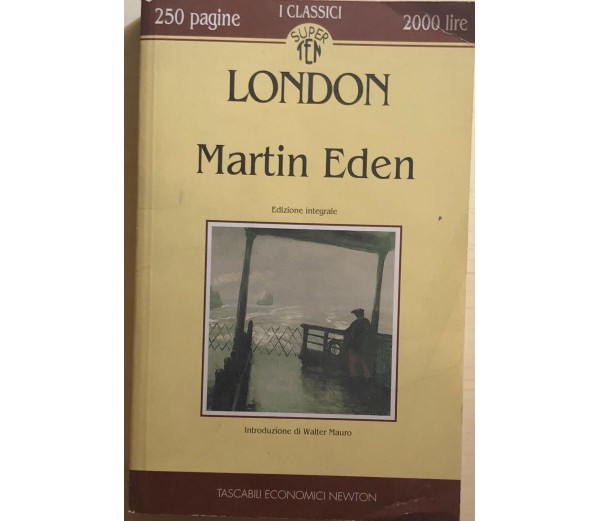 250 pagine
I CLASSICI
2000 lire
SUPER
TEN
LONDON
Martin Eden
Edizione integrale
Introduzione di Walter Mauro
TASCABILI ECONOMICI NEWTON